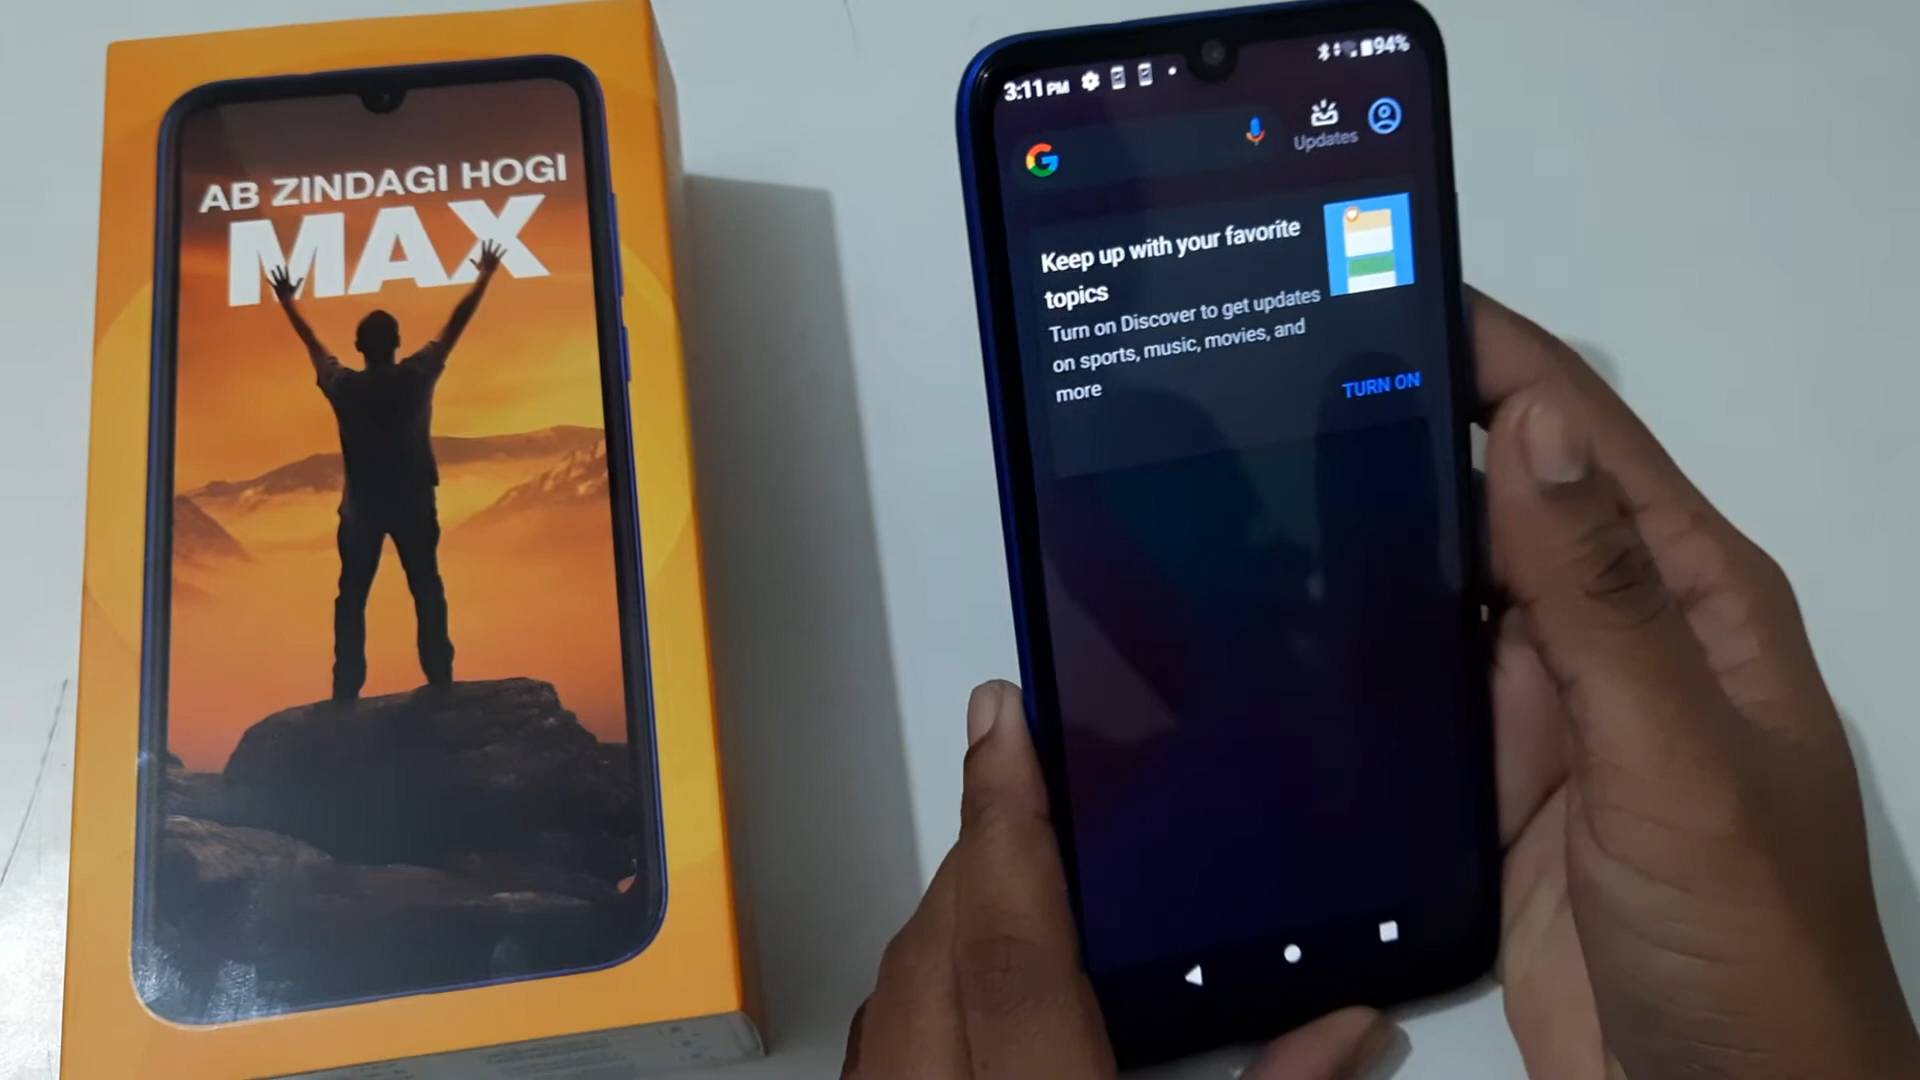 AB ZINDAGI HOGI
MAX
3:11 PM
94%
G
Updates
Keep up with your favorite
topics
Turn on Discover to get updates
on sports, music, movies, and
more
TURN ON